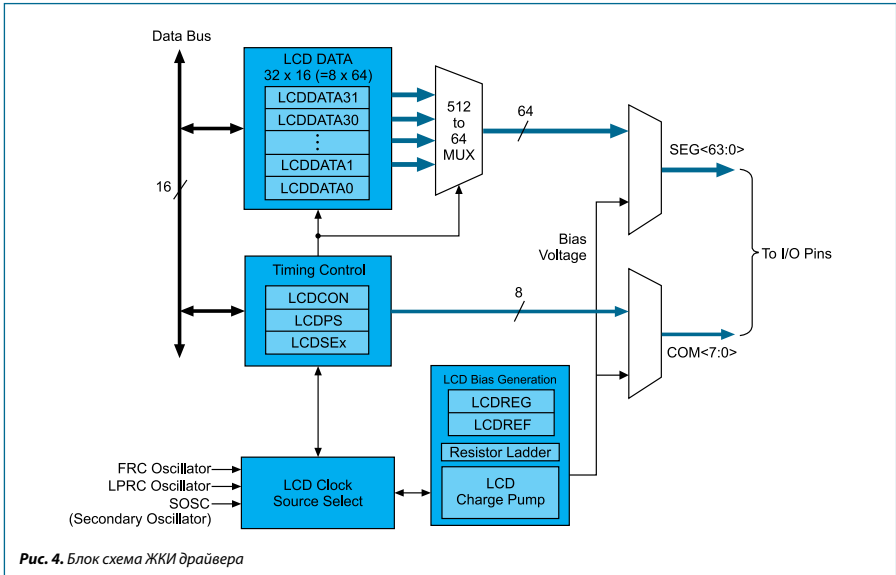 Data Bus
16
LCD DATA
32 x 16 (=8 x 64)
LCDDATA31
LCDDATA30
⋮
LCDDATA1
LCDDATA0
512
to
64
MUX
64
SEG<63:0>
Bias
Voltage
To I/O Pins
Timing Control
LCDCON
LCDPS
LCDSEx
8
COM<7:0>
LCD Bias Generation
LCDREG
LCDREF
Resistor Ladder
LCD
Charge Pump
FRC Oscillator
LPRC Oscillator
SOSC
(Secondary Oscillator)
LCD Clock
Source Select
Рис. 4. Блок схема ЖКИ драйвера